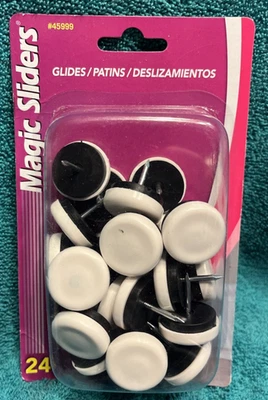 #45999
GLIDES / PATINS / DESLIZAMIENTOS
Magic Sliders®
24